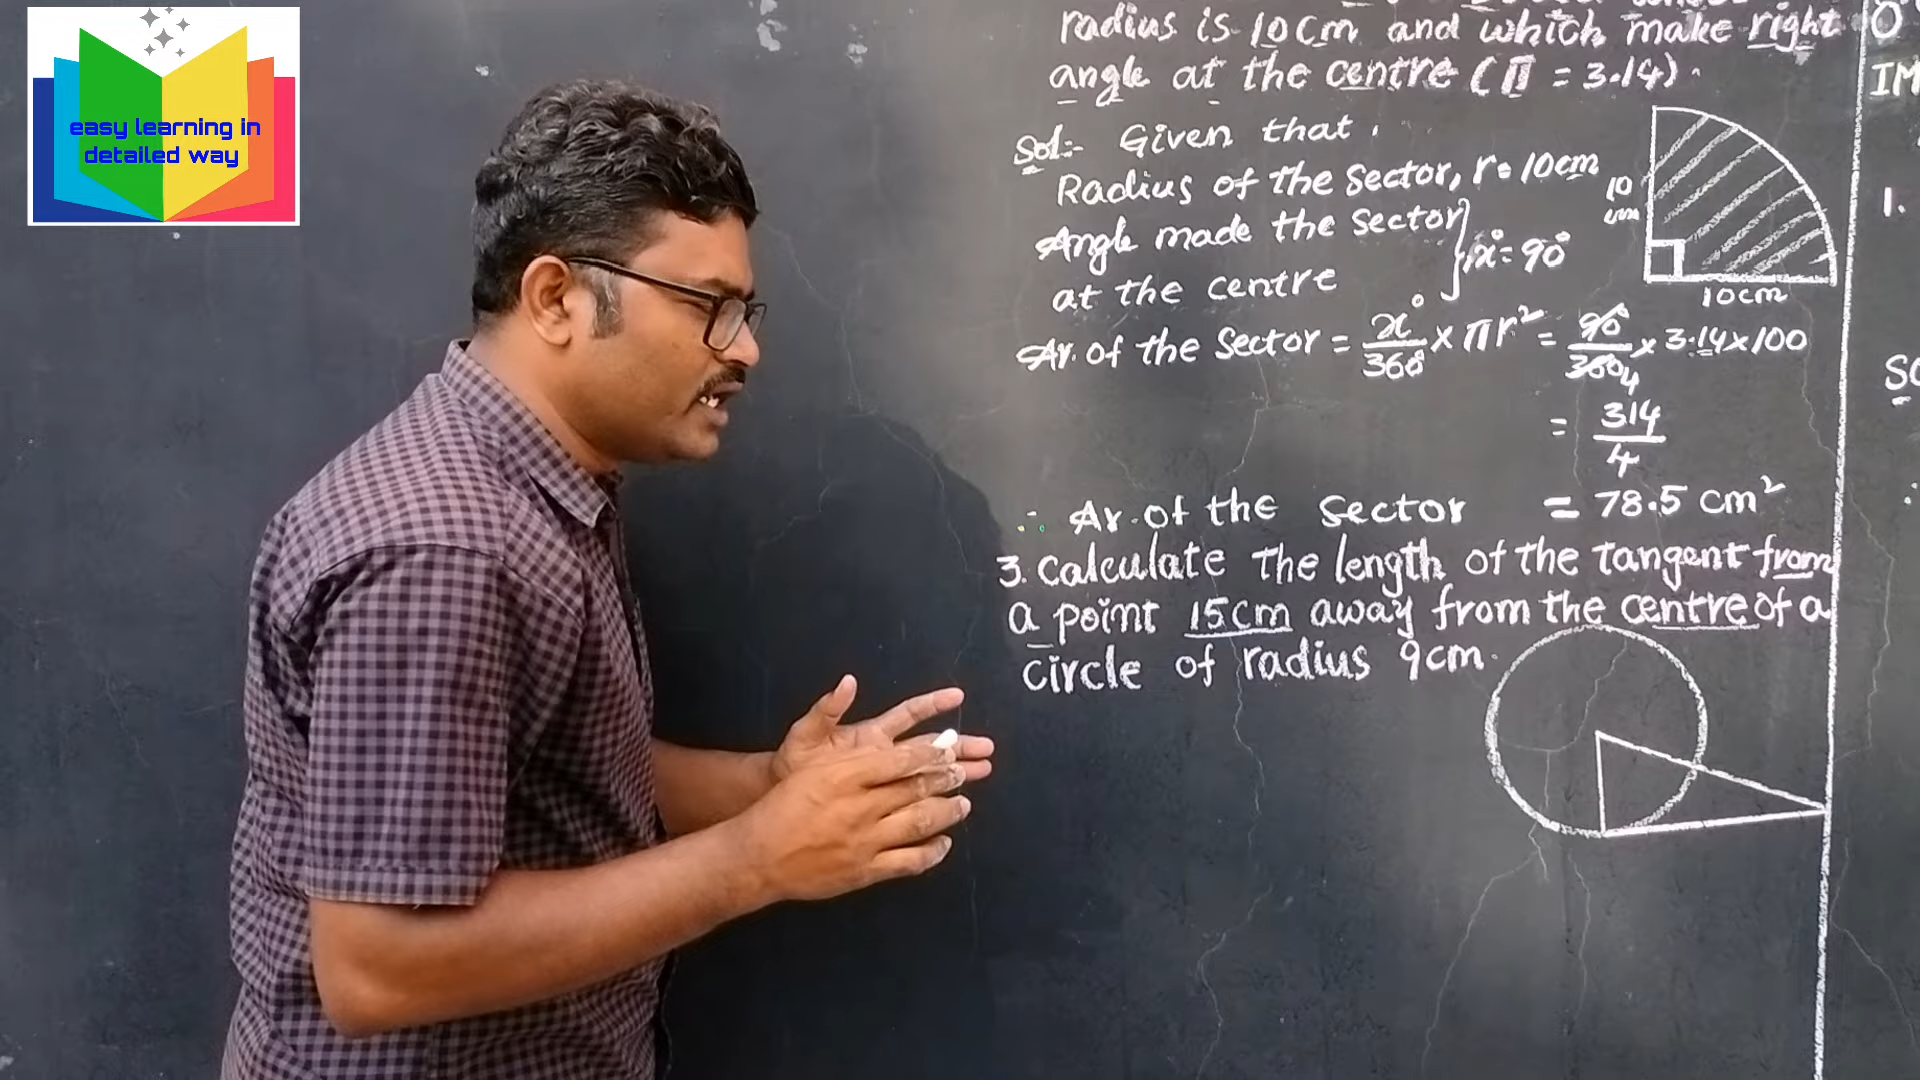 easy learning in
detailed way
radius is 10cm and which make right
angle at the centre (π = 3.14).
Sol:- Given that,
Radius of the sector, r = 10cm
Angle made the sector
at the centre } x° = 90°
Ar. of the sector = x°/360° × πr² = 90°/360 4 × 3.14×100
= 314/4
∴ Ar. of the sector = 78.5 cm²
10 cm
10cm
3. Calculate the length of the tangent from
a point 15cm away from the centre of a
circle of radius 9cm.
IM
1.
SO